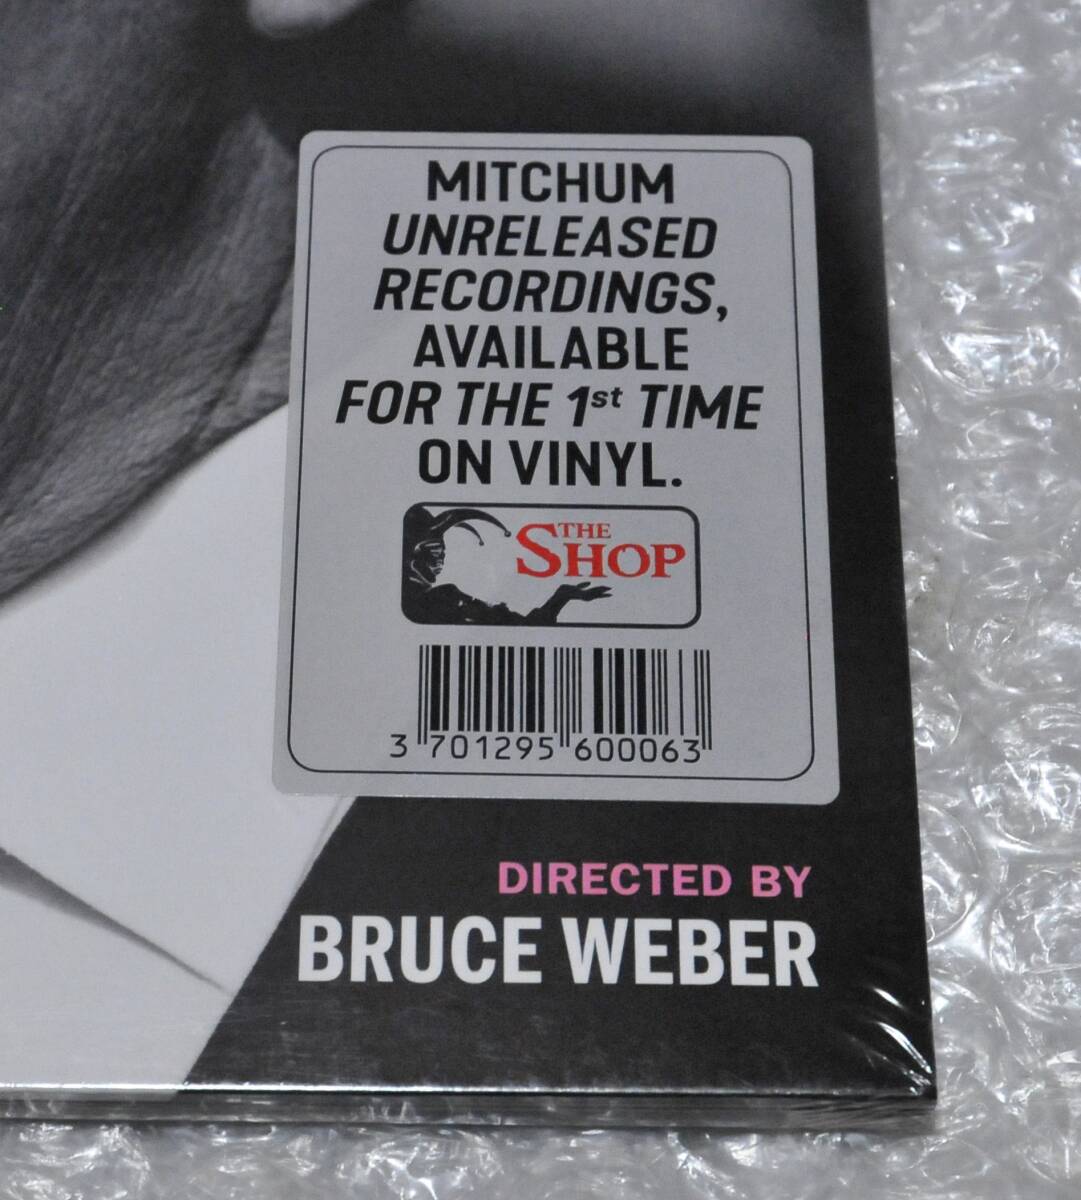 MITCHUM
UNRELEASED
RECORDINGS,
AVAILABLE
FOR THE 1st TIME
ON VINYL.
THE
SHOP
3 701295 600063
DIRECTED BY
BRUCE WEBER